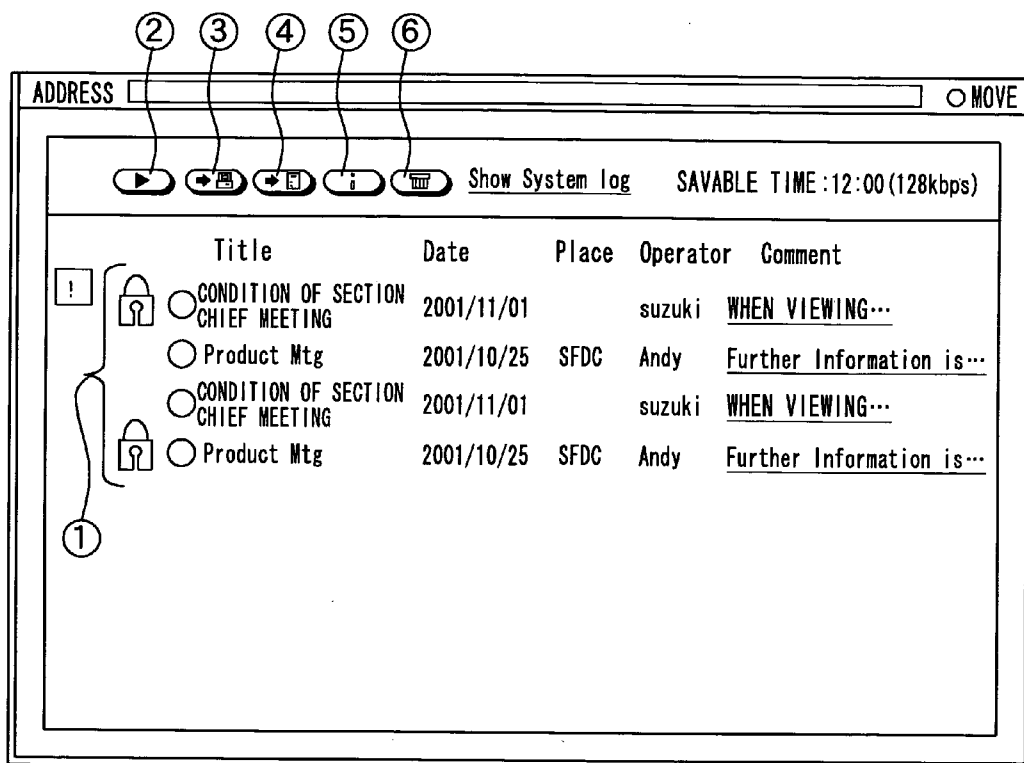 ② ③ ④ ⑤ ⑥
ADDRESS MOVE
i Show System log SAVABLE TIME:12:00(128kbps)
Title Date Place Operator Comment
!
CONDITION OF SECTION
CHIEF MEETING 2001/11/01 suzuki WHEN VIEWING…
Product Mtg 2001/10/25 SFDC Andy Further Information is…
CONDITION OF SECTION
CHIEF MEETING 2001/11/01 suzuki WHEN VIEWING…
Product Mtg 2001/10/25 SFDC Andy Further Information is…
①